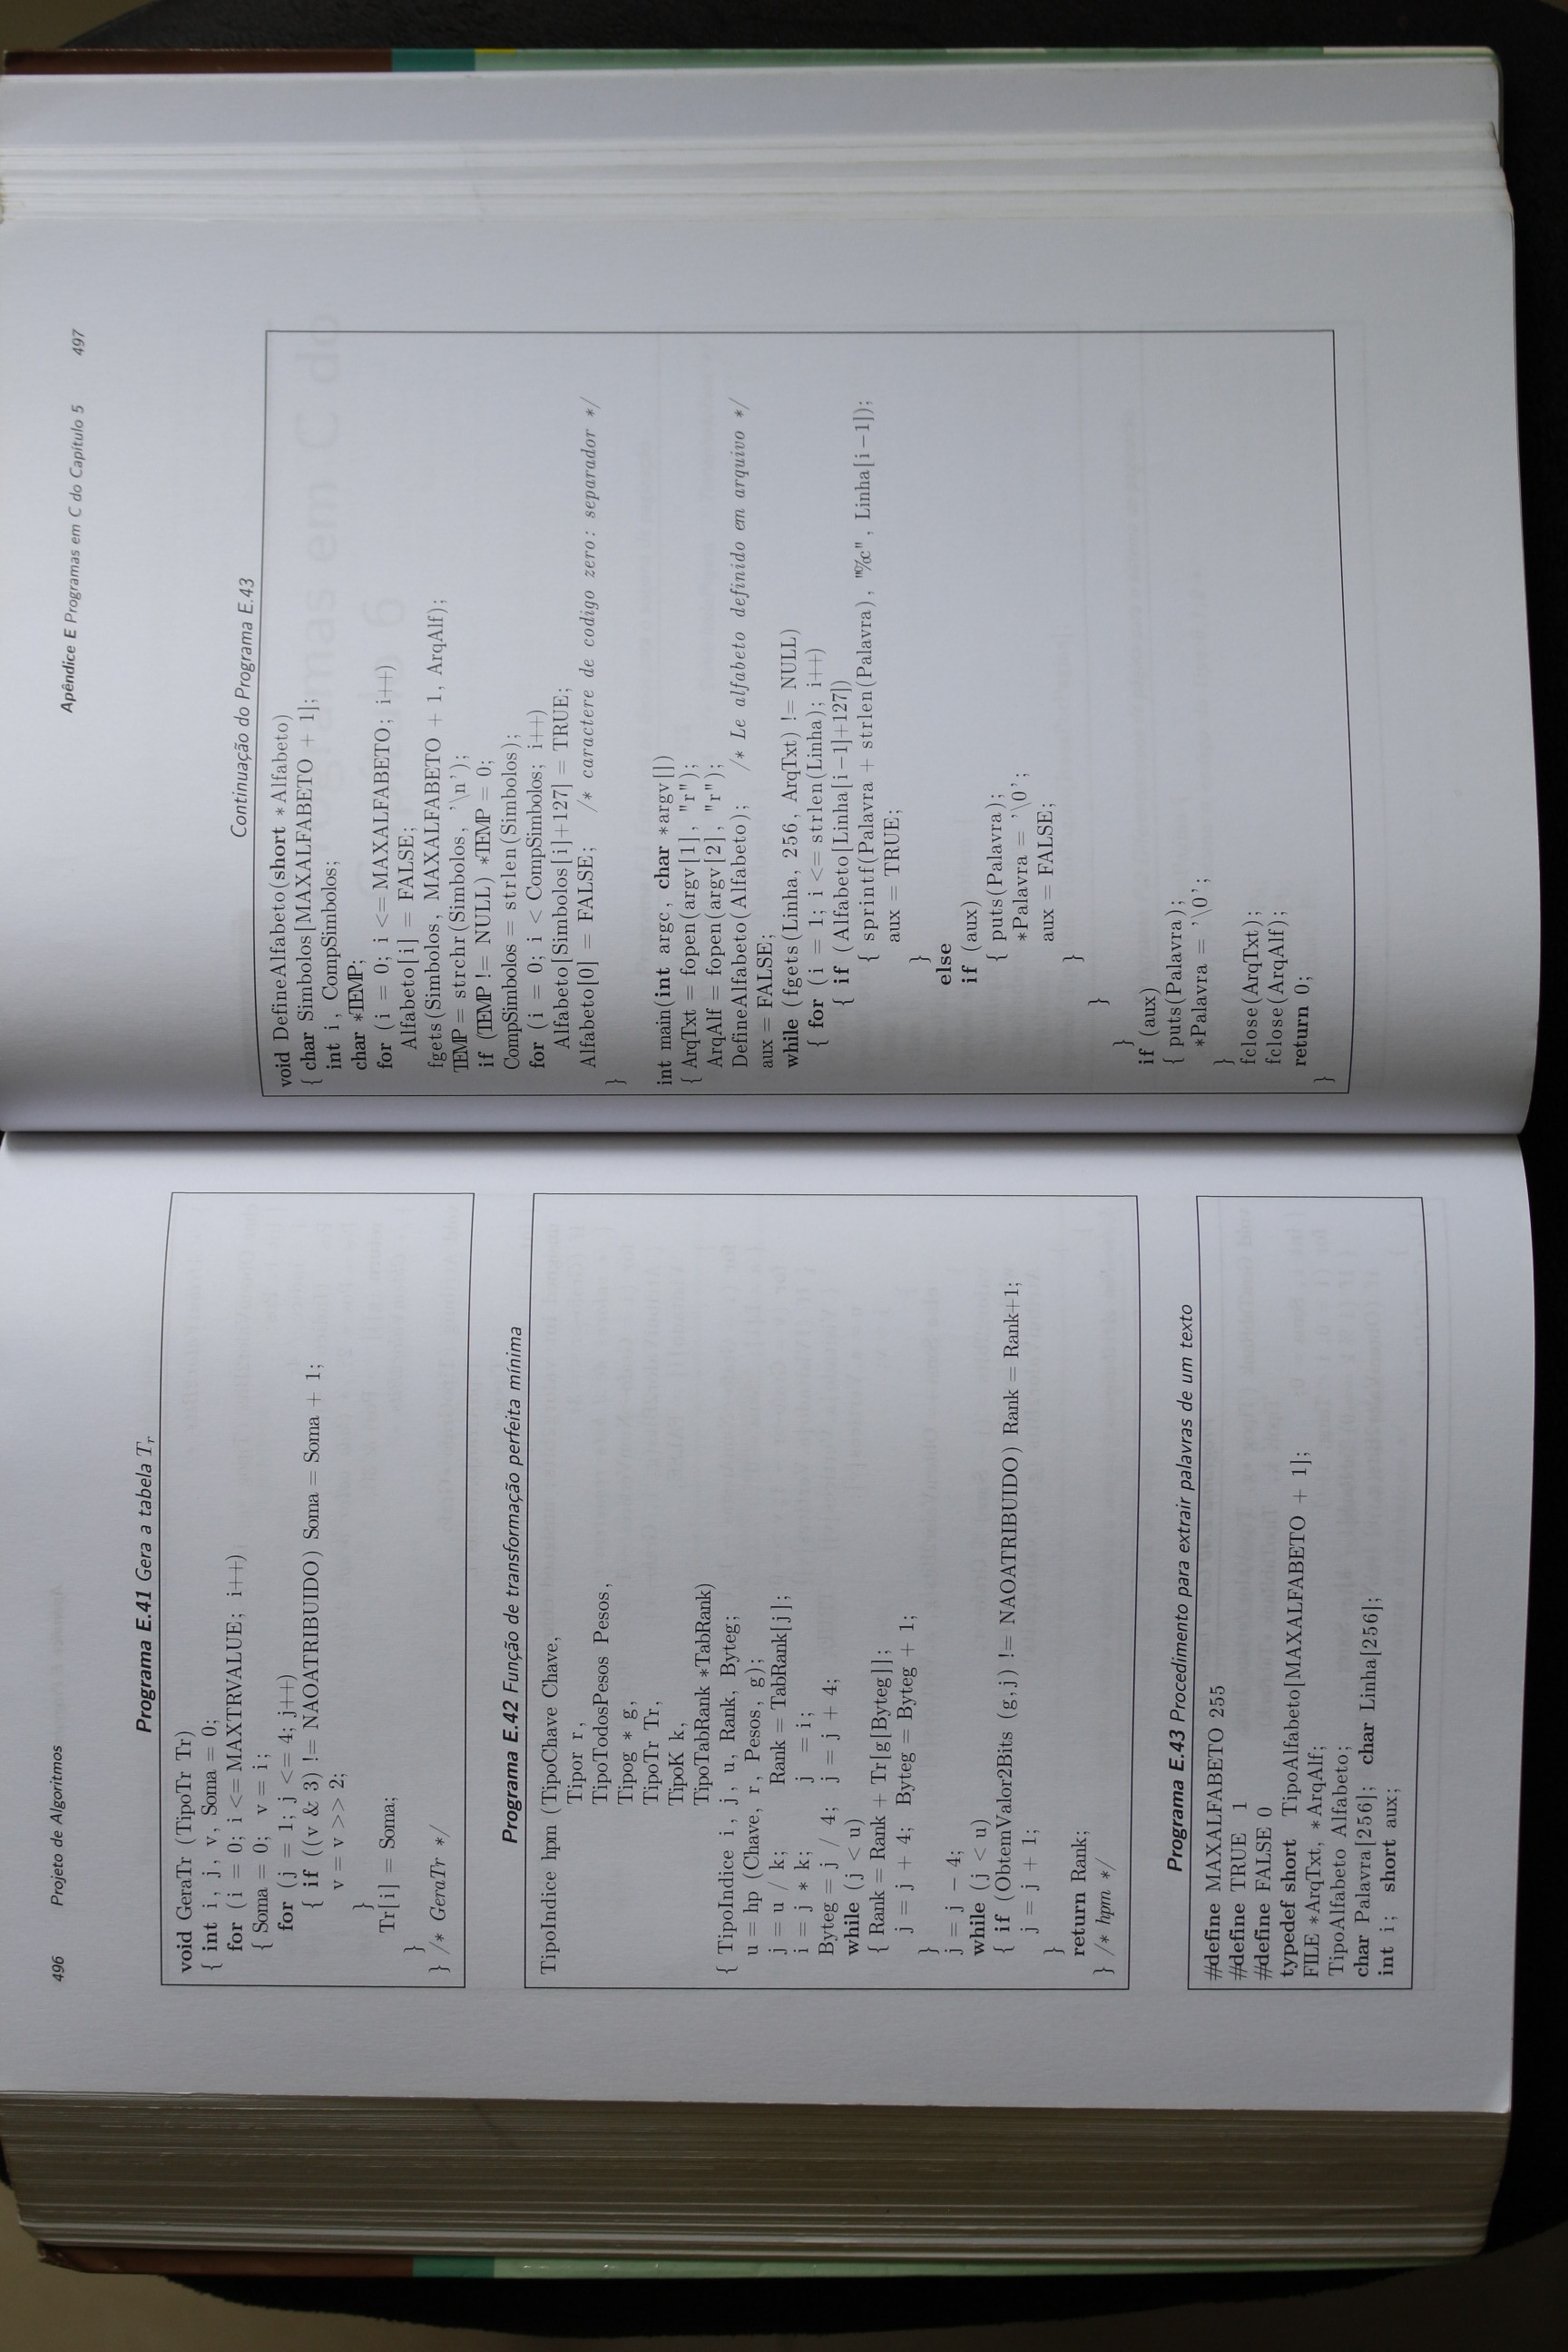 496 Projeto de Algoritmos
Programa E.41 Gera a tabela Tr
void GeraTr (TipoTr Tr)
{ int i, j, v, Soma = 0;
for (i = 0; i <= MAXTRVALUE; i++)
{ Soma = 0; v = i;
for (j = 1; j <= 4; j++)
{ if ((v & 3) != NAOATRIBUIDO) Soma = Soma + 1;
v = v >> 2;
}
Tr[i] = Soma;
}
} /* GeraTr */
Programa E.42 Função de transformação perfeita mínima
TipoIndice hpm (TipoChave Chave,
Tipor r,
TipoTodosPesos Pesos,
Tipog * g,
TipoTr Tr,
TipoK k,
TipoTabRank *TabRank)
{ TipoIndice i, j, u, Rank, Byteg;
u = hp (Chave, r, Pesos, g);
j = u / k; Rank = TabRank[j];
i = j * k; j = i;
Byteg = j / 4; j = j + 4;
while (j < u)
{ Rank = Rank + Tr[g[Byteg]];
j = j + 4; Byteg = Byteg + 1;
}
j = j - 4;
while (j < u)
{ if (ObtemValor2Bits (g,j) != NAOATRIBUIDO) Rank = Rank+1;
j = j + 1;
}
return Rank;
} /* hpm */
Programa E.43 Procedimento para extrair palavras de um texto
#define MAXALFABETO 255
#define TRUE 1
#define FALSE 0
typedef short TipoAlfabeto[MAXALFABETO + 1];
FILE *ArqTxt, *ArqAlf;
TipoAlfabeto Alfabeto;
char Palavra[256]; char Linha[256];
int i; short aux;
Apêndice E Programas em C do Capítulo 5 497
Continuação do Programa E.43
void DefineAlfabeto(short *Alfabeto)
{ char Simbolos[MAXALFABETO + 1];
int i, CompSimbolos;
char *TEMP;
for (i = 0; i <= MAXALFABETO; i++)
Alfabeto[i] = FALSE;
fgets(Simbolos, MAXALFABETO + 1, ArqAlf);
TEMP = strchr(Simbolos, '\n');
if (TEMP != NULL) *TEMP = 0;
CompSimbolos = strlen(Simbolos);
for (i = 0; i < CompSimbolos; i++)
Alfabeto[Simbolos[i]+127] = TRUE;
Alfabeto[0] = FALSE; /* caractere de codigo zero: separador */
}
int main(int argc, char *argv[])
{ ArqTxt = fopen(argv[1], "r");
ArqAlf = fopen(argv[2], "r");
DefineAlfabeto(Alfabeto); /* Le alfabeto definido em arquivo */
aux = FALSE;
while (fgets(Linha, 256, ArqTxt) != NULL)
{ for (i = 1; i <= strlen(Linha); i++)
{ if (Alfabeto[Linha[i-1]+127])
{ sprintf(Palavra + strlen(Palavra), "%c", Linha[i-1]);
aux = TRUE;
}
else
if (aux)
{ puts(Palavra);
*Palavra = '\0';
aux = FALSE;
}
}
}
if (aux)
{ puts(Palavra);
*Palavra = '\0';
}
fclose(ArqTxt);
fclose(ArqAlf);
return 0;
}